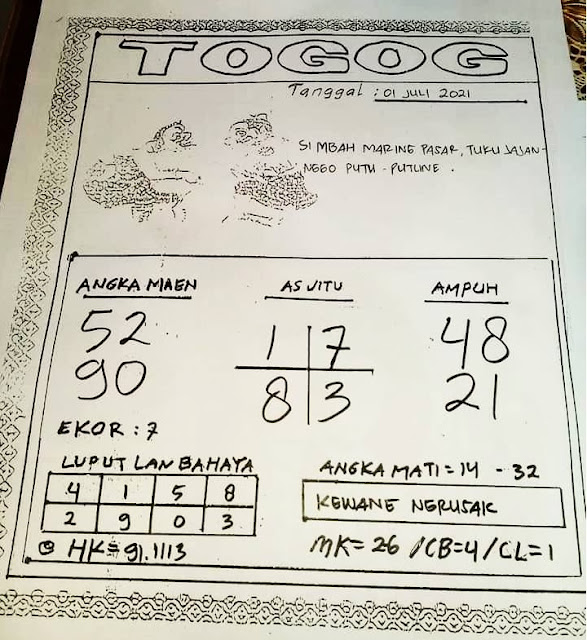 TOGOG
Tanggal : 01 JULI 2021
SI MBAH MARING PASAR, TUKU JAJAN
NGGO PUTU - PUTUNE .
ANGKA MAEN
52
90
EKOR : 7
AS JITU
1 7
8 3
AMPUH
48
21
LUPUT LAN BAHAYA
4 1 5 8
2 9 0 3
HK = 91.1113
ANGKA MATI = 14 - 32
KEWANE NGRUSAK
MK = 26 / CB = 4 / CL = 1